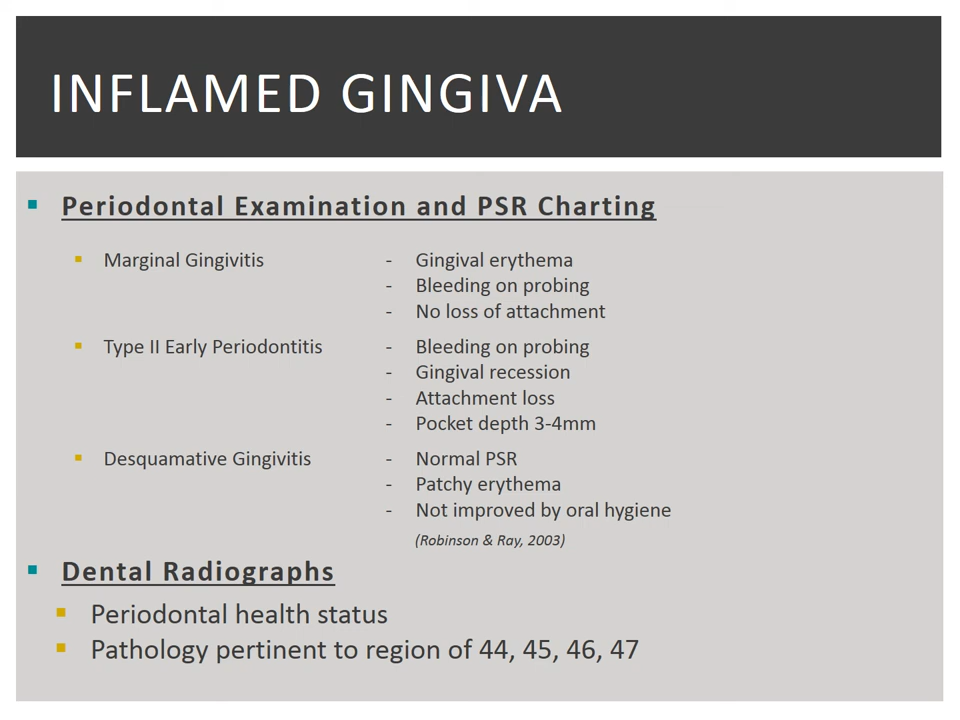 INFLAMED GINGIVA
Periodontal Examination and PSR Charting
Marginal Gingivitis - Gingival erythema
- Bleeding on probing
- No loss of attachment
Type II Early Periodontitis - Bleeding on probing
- Gingival recession
- Attachment loss
- Pocket depth 3-4mm
Desquamative Gingivitis - Normal PSR
- Patchy erythema
- Not improved by oral hygiene
(Robinson & Ray, 2003)
Dental Radiographs
Periodontal health status
Pathology pertinent to region of 44, 45, 46, 47